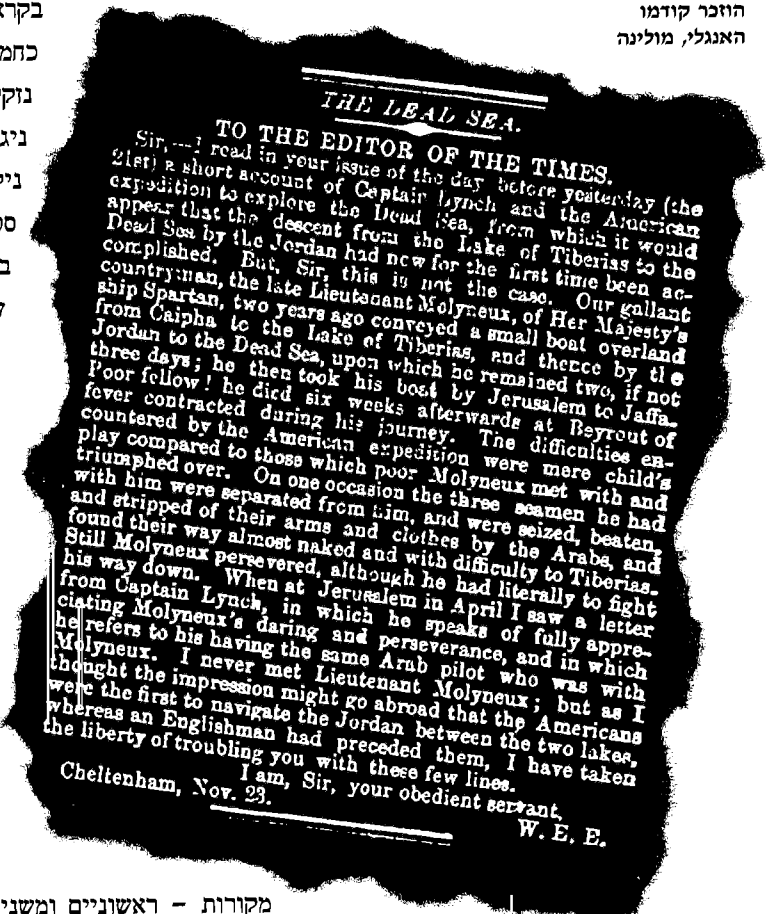 הוזכר קודמו
האנגלי, מולינה
בקרא
כחמ
נזקי
ניג
THE DEAD SEA.
TO THE EDITOR OF THE TIMES.
Sir,—I read in your issue of the day before yesterday (the
21st) a short account of Captain Lynch and the American
expedition to explore the Dead Sea, from which it would
appear that the descent from the Lake of Tiberias to the
Dead Sea by the Jordan had now for the first time been ac-
complished. But, Sir, this is not the case. Our gallant
countryman, the late Lieutenant Molyneux, of Her Majesty's
ship Spartan, two years ago conveyed a small boat overland
from Caipha to the Lake of Tiberias, and thence by the
Jordan to the Dead Sea, upon which he remained two, if not
three days; he then took his boat by Jerusalem to Jaffa.
Poor fellow! he died six weeks afterwards at Beyrout of
fever contracted during his journey. The difficulties en-
countered by the American expedition were mere child's
play compared to those which poor Molyneux met with and
triumphed over. On one occasion the three seamen he had
with him were separated from him, and were seized, beaten,
and stripped of their arms and clothes by the Arabs, and
found their way almost naked and with difficulty to Tiberias.
Still Molyneux persevered, although he had literally to fight
his way down. When at Jerusalem in April I saw a letter
from Captain Lynch, in which he speaks of fully appre-
ciating Molyneux's daring and perseverance, and in which
he refers to his having the same Arab pilot who was with
Molyneux. I never met Lieutenant Molyneux; but as I
thought the impression might go abroad that the Americans
were the first to navigate the Jordan between the two lakes,
whereas an Englishman had preceded them, I have taken
the liberty of troubling you with these few lines.
I am, Sir, your obedient servant,
Cheltenham, Nov. 23.
W. E. E.
מקורות – ראשוניים ומשני